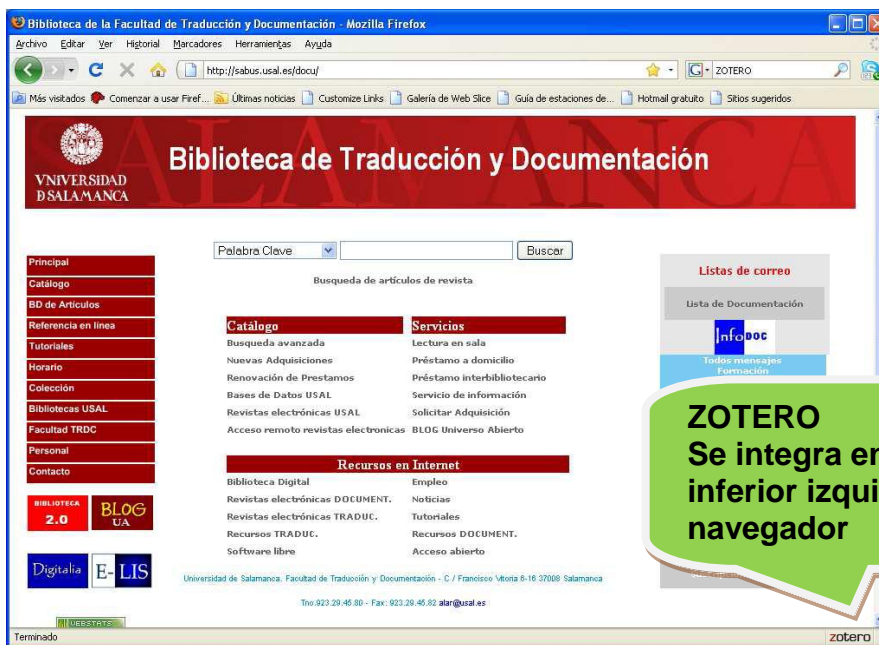 Biblioteca de la Facultad de Traducción y Documentación - Mozilla Firefox
Archivo Editar Ver Historial Marcadores Herramientas Ayuda
http://sabus.usal.es/docu/
ZOTERO
Más visitados Comenzar a usar Firef... Últimas noticias Customize Links Galería de Web Slice Guía de estaciones de... Hotmail gratuito Sitios sugeridos
SALAMANCA
VNiVERSiDAD
D SALAMANCA
Biblioteca de Traducción y Documentación
Palabra Clave
Buscar
Busqueda de artículos de revista
Principal
Catálogo
BD de Artículos
Referencia en línea
Tutoriales
Horario
Colección
Bibliotecas USAL
Facultad TRDC
Personal
Contacto
BIBLIOTECA
2.0
BLOG
UA
Digitalia
E-LIS
WEBSTATS
Catálogo
Busqueda avanzada
Nuevas Adquisiciones
Renovación de Prestamos
Bases de Datos USAL
Revistas electrónicas USAL
Acceso remoto revistas electronicas
Servicios
Lectura en sala
Préstamo a domicilio
Préstamo interbibliotecario
Servicio de información
Solicitar Adquisición
BLOG Universo Abierto
Recursos en Internet
Biblioteca Digital
Revistas electrónicas DOCUMENT.
Revistas electrónicas TRADUC.
Recursos TRADUC.
Software libre
Empleo
Noticias
Tutoriales
Recursos DOCUMENT.
Acceso abierto
Universidad de Salamanca. Facultad de Traducción y Documentación - C / Francisco Vitoria 6-16 37008 Salamanca
Tno.923.29.45.80 - Fax: 923.29.45.82 alar@usal.es
Listas de correo
Lista de Documentación
InfoDOC
Todos mensajes
Formación
ZOTERO
Se integra en
inferior izqui
navegador
Terminado
zotero